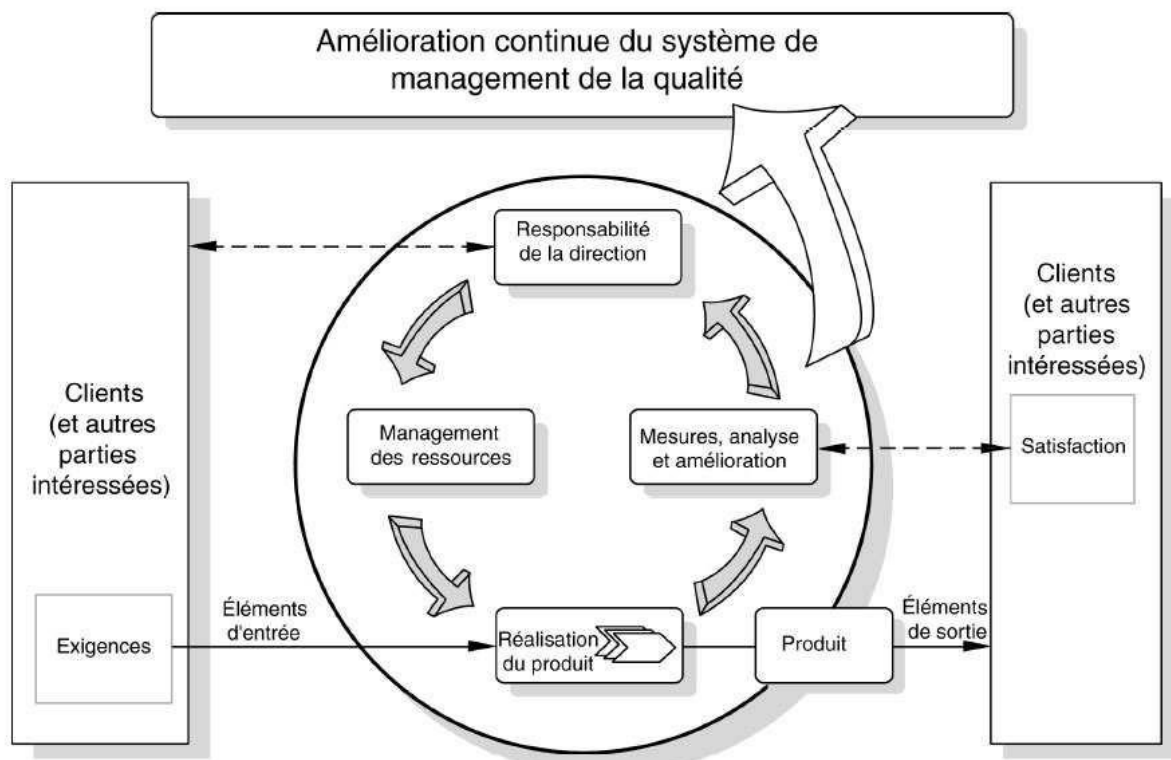 Amélioration continue du système de
management de la qualité
Responsabilité
de la direction
Clients
(et autres
parties
intéressées)
Clients
(et autres
parties
intéressées)
Management
des ressources
Mesures, analyse
et amélioration
Satisfaction
Exigences
Éléments
d'entrée
Réalisation
du produit
Produit
Éléments
de sortie